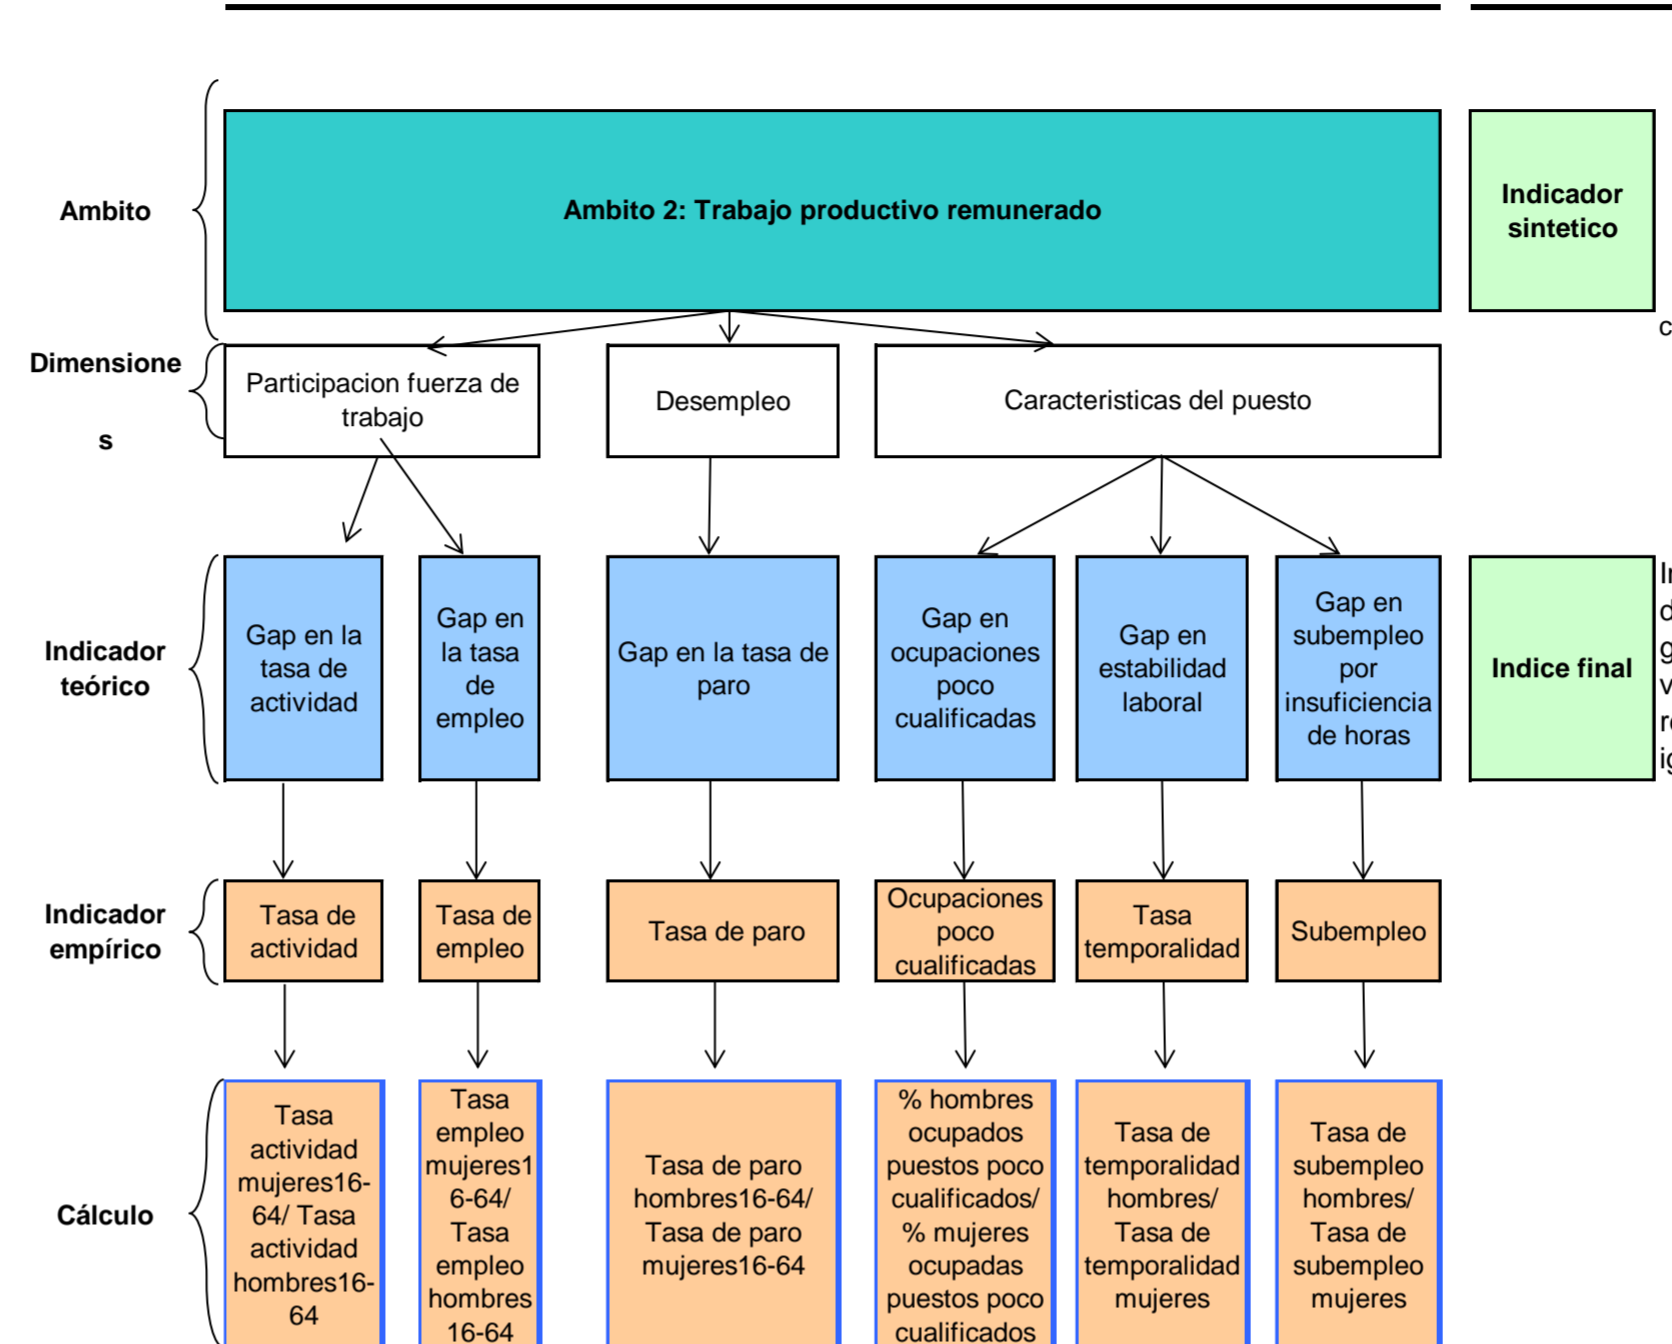 Ambito
Ambito 2: Trabajo productivo remunerado
Indicador
sintetico
c
Dimensione
s
Participacion fuerza de
trabajo
Desempleo
Caracteristicas del puesto
Indicador
teórico
Gap en la
tasa de
actividad
Gap en
la tasa
de
empleo
Gap en la tasa de
paro
Gap en
ocupaciones
poco
cualificadas
Gap en
estabilidad
laboral
Gap en
subempleo
por
insuficiencia
de horas
Indice final
Indicador
empírico
Tasa de
actividad
Tasa de
empleo
Tasa de paro
Ocupaciones
poco
cualificadas
Tasa
temporalidad
Subempleo
Cálculo
Tasa
actividad
mujeres16-
64/ Tasa
actividad
hombres16-
64
Tasa
empleo
mujeres1
6-64/
Tasa
empleo
hombres
16-64
Tasa de paro
hombres16-64/
Tasa de paro
mujeres16-64
% hombres
ocupados
puestos poco
cualificados/
% mujeres
ocupadas
puestos poco
cualificados
Tasa de
temporalidad
hombres/
Tasa de
temporalidad
mujeres
Tasa de
subempleo
hombres/
Tasa de
subempleo
mujeres